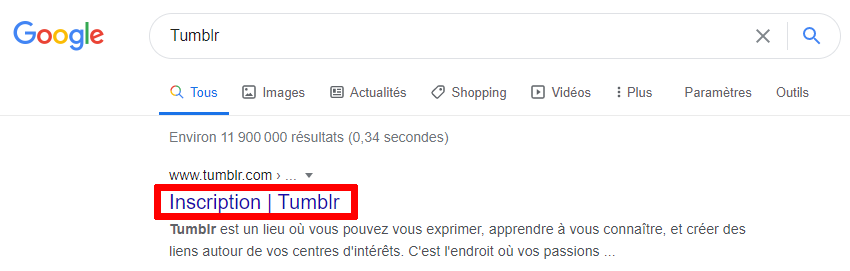 Google
Tumblr
Tous Images Actualités Shopping Vidéos Plus Paramètres Outils
Environ 11 900 000 résultats (0,34 secondes)
www.tumblr.com › ...
Inscription | Tumblr
Tumblr est un lieu où vous pouvez vous exprimer, apprendre à vous connaître, et créer des
liens autour de vos centres d'intérêts. C'est l'endroit où vos passions ...